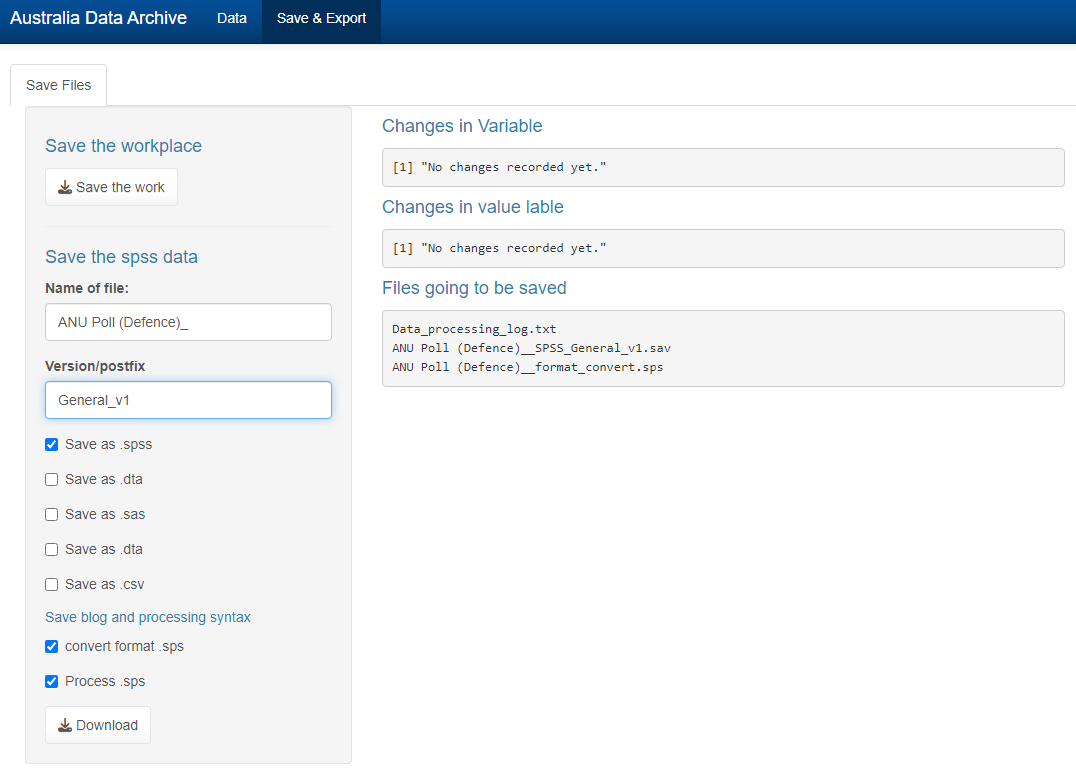 Australia Data Archive Data Save & Export
Save Files
Save the workplace
Save the work
Save the spss data
Name of file:
ANU Poll (Defence)_
Version/postfix
General_v1
Save as .spss
Save as .dta
Save as .sas
Save as .dta
Save as .csv
Save blog and processing syntax
convert format .sps
Process .sps
Download
Changes in Variable
[1] "No changes recorded yet."
Changes in value lable
[1] "No changes recorded yet."
Files going to be saved
Data_processing_log.txt
ANU Poll (Defence)__SPSS_General_v1.sav
ANU Poll (Defence)__format_convert.sps